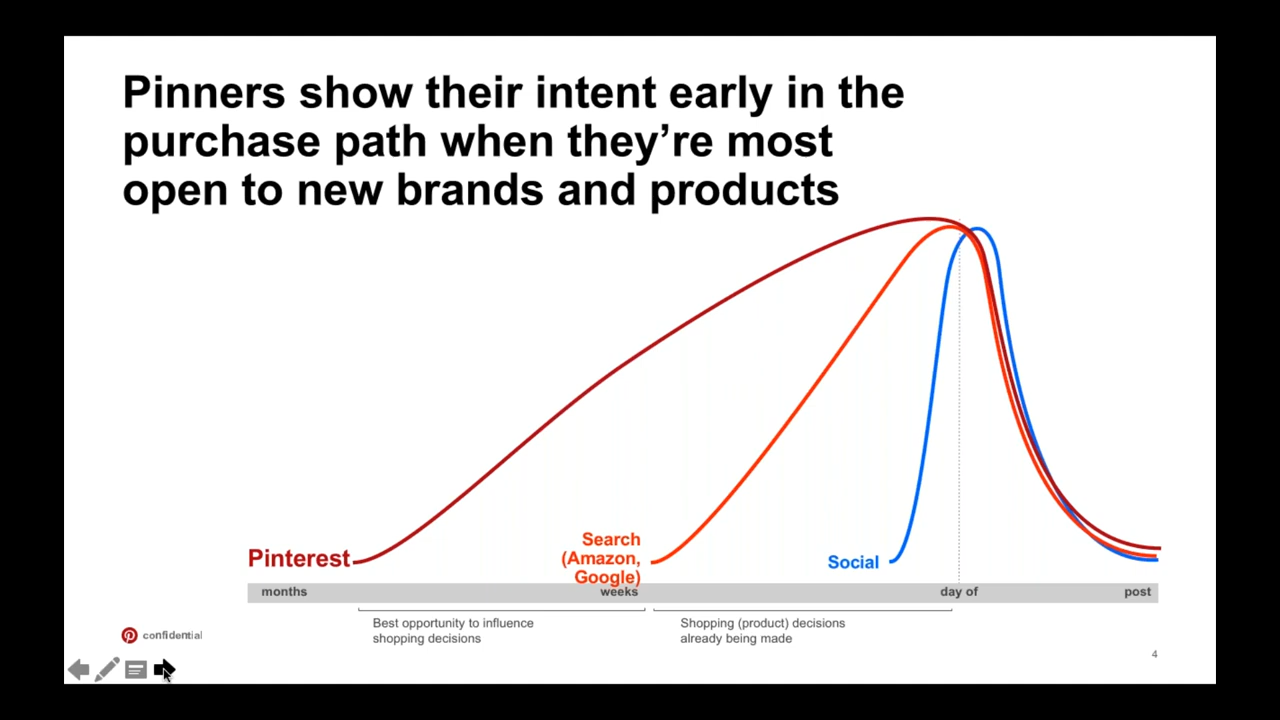 Pinners show their intent early in the
purchase path when they’re most
open to new brands and products
Pinterest
Search
(Amazon,
Google)
Social
months
weeks
day of
post
Best opportunity to influence
shopping decisions
Shopping (product) decisions
already being made
confidential
4